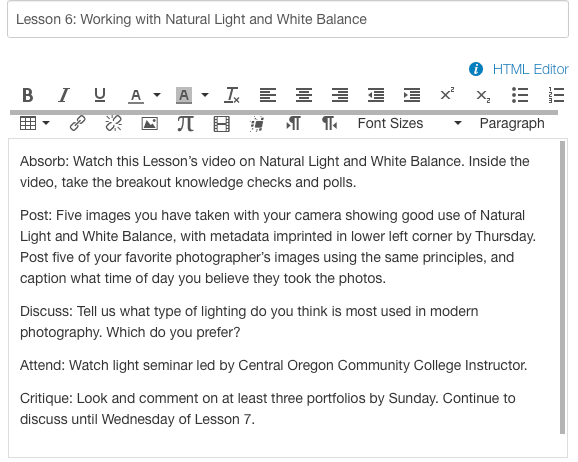 Lesson 6: Working with Natural Light and White Balance
HTML Editor
B I U A A Tx x² x₂
π ¶ ¶ Font Sizes Paragraph
Absorb: Watch this Lesson’s video on Natural Light and White Balance. Inside the
video, take the breakout knowledge checks and polls.
Post: Five images you have taken with your camera showing good use of Natural
Light and White Balance, with metadata imprinted in lower left corner by Thursday.
Post five of your favorite photographer’s images using the same principles, and
caption what time of day you believe they took the photos.
Discuss: Tell us what type of lighting do you think is most used in modern
photography. Which do you prefer?
Attend: Watch light seminar led by Central Oregon Community College Instructor.
Critique: Look and comment on at least three portfolios by Sunday. Continue to
discuss until Wednesday of Lesson 7.